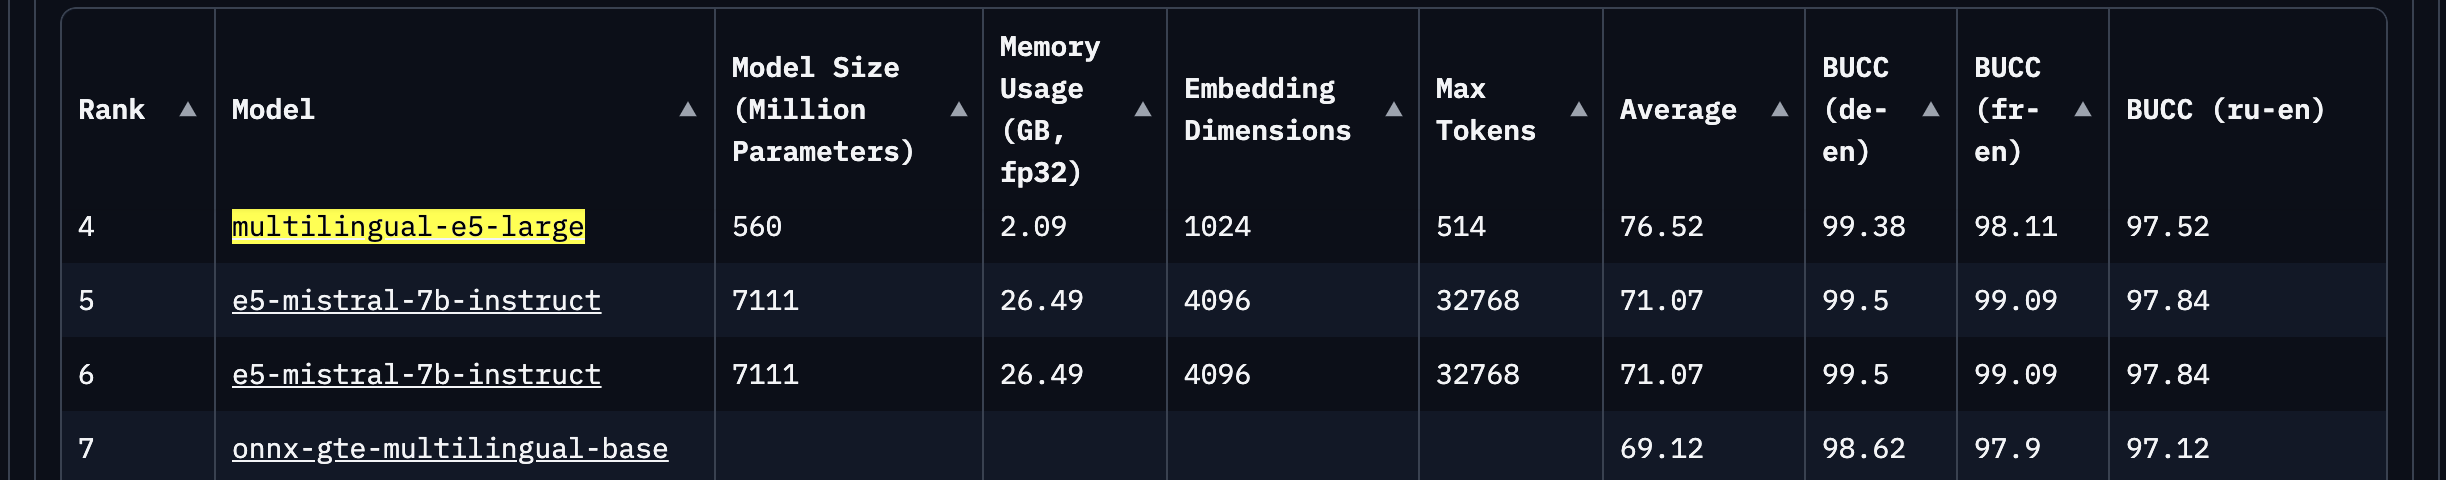 Rank ▲ Model ▲ Model Size (Million Parameters) ▲ Memory Usage (GB, fp32) ▲ Embedding Dimensions ▲ Max Tokens ▲ Average ▲ BUCC (de-en) ▲ BUCC (fr-en) ▲ BUCC (ru-en)
4 multilingual-e5-large 560 2.09 1024 514 76.52 99.38 98.11 97.52
5 e5-mistral-7b-instruct 7111 26.49 4096 32768 71.07 99.5 99.09 97.84
6 e5-mistral-7b-instruct 7111 26.49 4096 32768 71.07 99.5 99.09 97.84
7 onnx-gte-multilingual-base 69.12 98.62 97.9 97.12